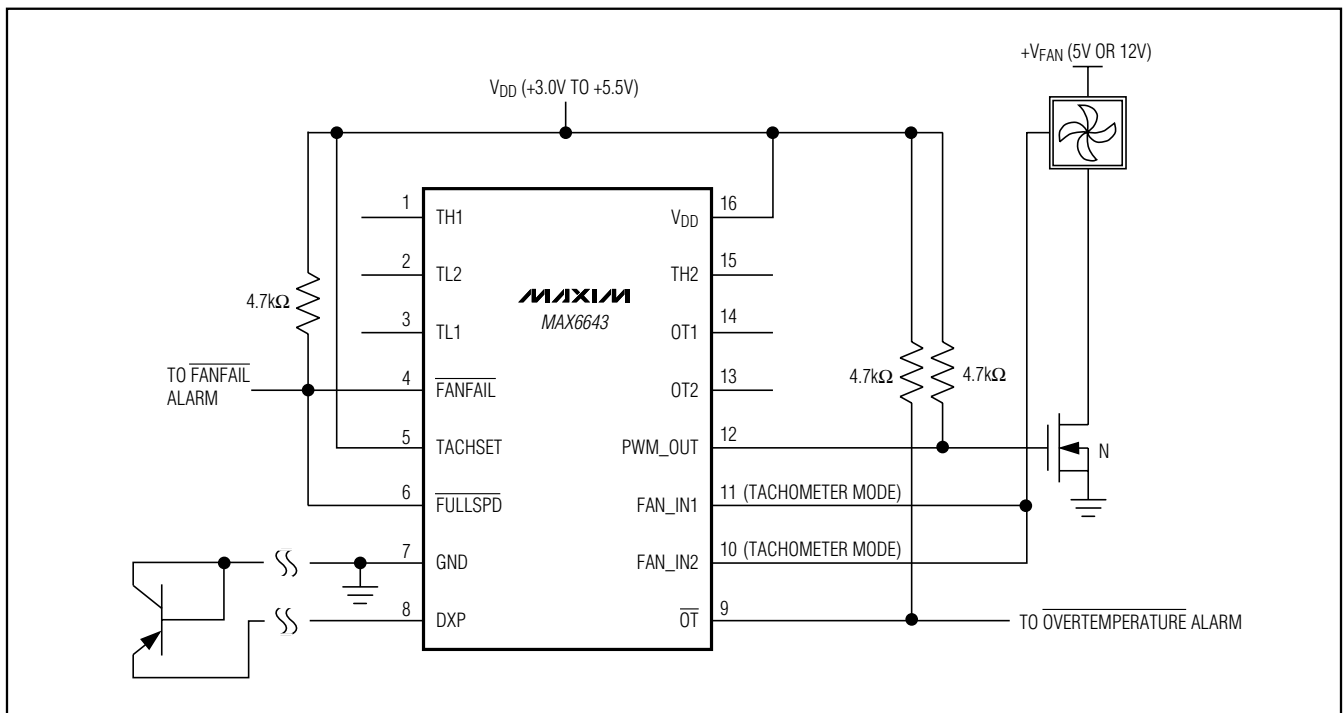 +VFAN (5V OR 12V)
VDD (+3.0V TO +5.5V)
1 TH1
2 TL2
3 TL1
4 FANFAIL
5 TACHSET
6 FULLSPD
7 GND
8 DXP
MAXIM
MAX6643
VDD 16
TH2 15
OT1 14
OT2 13
PWM_OUT 12
FAN_IN1 11 (TACHOMETER MODE)
FAN_IN2 10 (TACHOMETER MODE)
OT 9
4.7kΩ
TO FANFAIL
ALARM
4.7kΩ
4.7kΩ
N
TO OVERTEMPERATURE ALARM